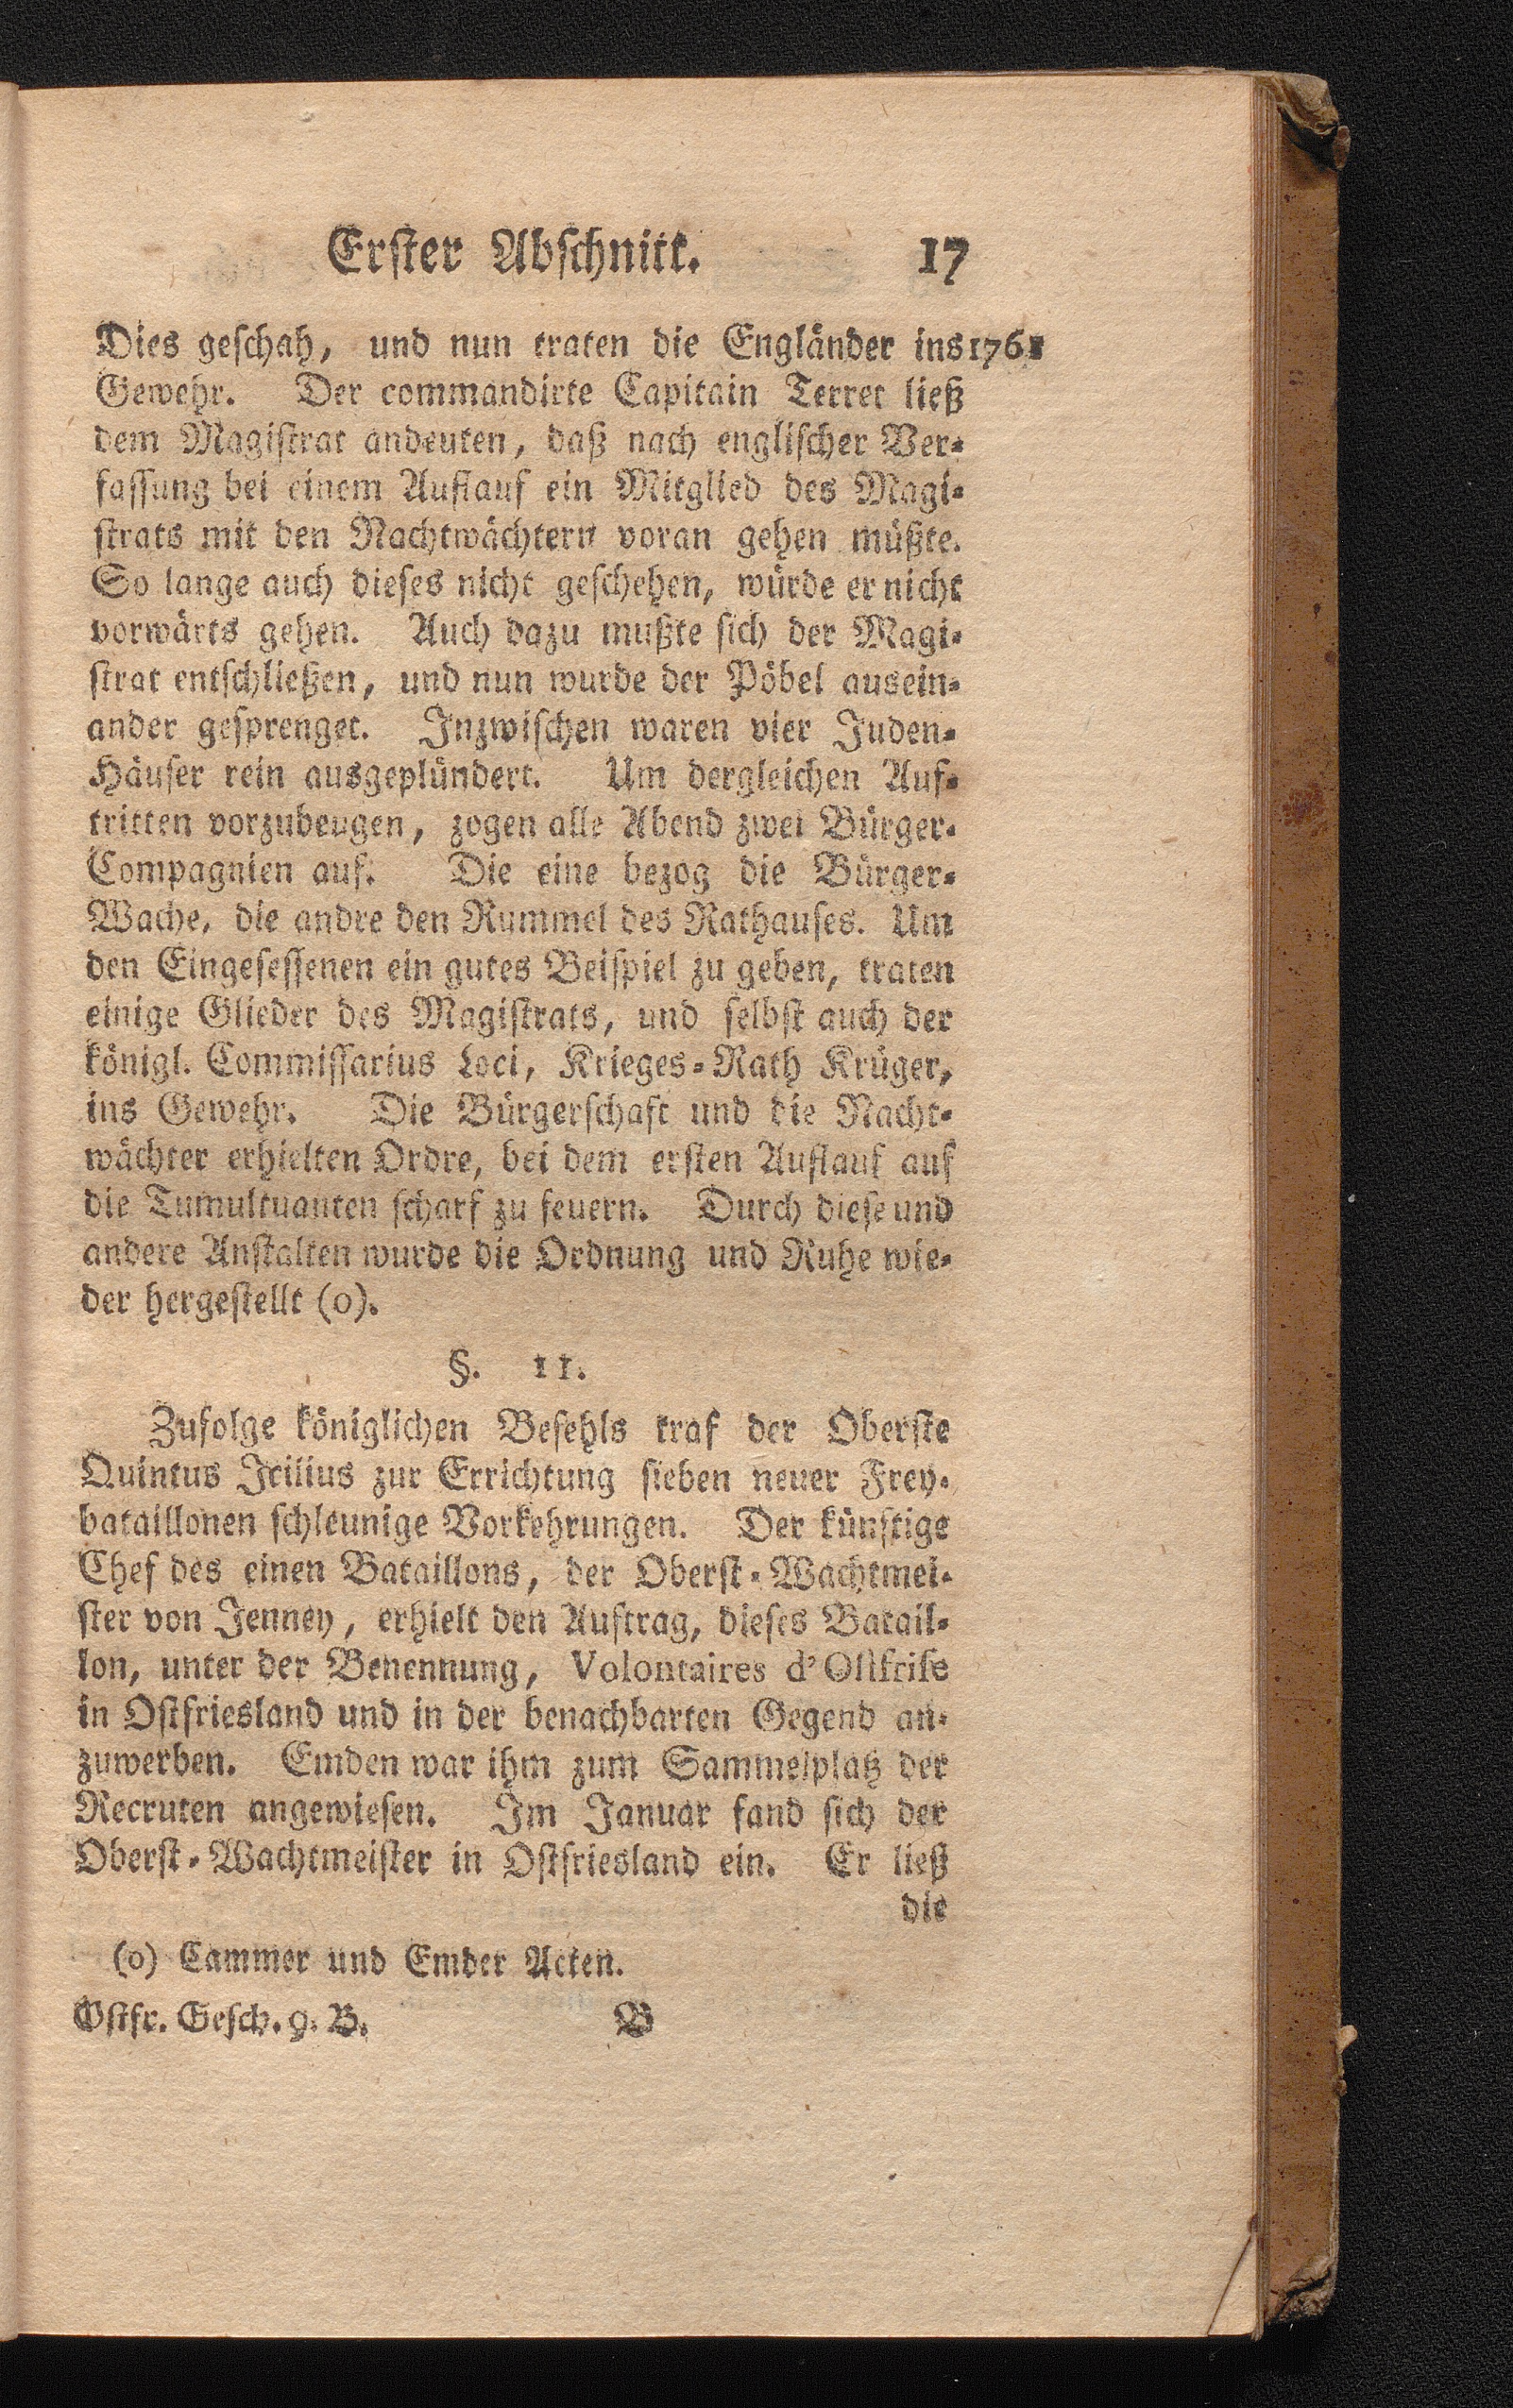 Erſter Abſchnitt. 17
Dies geſchah, und nun traten die Engländer ins 1761
Gewehr. Der commandirte Capitain Terret ließ
dem Magiſtrat andeuten, daß nach engliſcher Ver-
faſſung bei einem Auflauf ein Mitglied des Magi-
ſtrats mit den Nachtwächtern voran gehen müßte.
So lange auch dieſes nicht geſchehen, würde er nicht
vorwärts gehen. Auch dazu mußte ſich der Magi-
ſtrat entſchließen, und nun wurde der Pöbel ausein-
ander geſprenget. Inzwiſchen waren vier Juden-
Häuſer rein ausgeplündert. Um dergleichen Auf-
tritten vorzubeugen, zogen alle Abend zwei Bürger-
Compagnien auf. Die eine bezog die Bürger-
Wache, die andre den Rummel des Rathauſes. Um
den Eingeſeſſenen ein gutes Beiſpiel zu geben, traten
einige Glieder des Magiſtrats, und ſelbſt auch der
königl. Commiſſarius Loci, Krieges-Rath Krüger,
ins Gewehr. Die Bürgerſchaft und die Nacht-
wächter erhielten Ordre, bei dem erſten Auflauf auf
die Tumultuanten ſcharf zu feuern. Durch dieſe und
andere Anſtalten wurde die Ordnung und Ruhe wie-
der hergeſtellt (o).
§. 11.
Zufolge königlichen Befehls traf der Oberſte
Quintus Icilius zur Errichtung ſieben neuer Frey-
bataillonen ſchleunige Vorkehrungen. Der künftige
Chef des einen Bataillons, der Oberſt-Wachtmei-
ſter von Jenney, erhielt den Auftrag, dieſes Batail-
lon, unter der Benennung, Volontaires d'Oſtfriſe
in Oſtfriesland und in der benachbarten Gegend an-
zuwerben. Emden war ihm zum Sammelplatz der
Recruten angewieſen. Im Januar fand ſich der
Oberſt-Wachtmeiſter in Oſtfriesland ein. Er ließ
die
(o) Cammer und Emder Acten.
Oſtfr. Geſch. 9. B. B